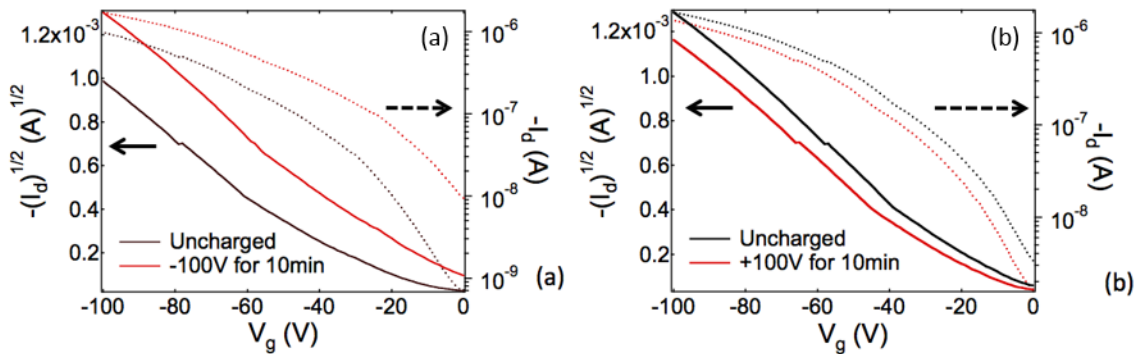 (a)
1.2x10⁻³
1.0
0.8
0.6
0.4
0.2
-(I_d)^1/2 (A)^1/2
10⁻⁶
10⁻⁷
10⁻⁸
10⁻⁹
-I_d (A)
Uncharged
-100V for 10min
(a)
-100 -80 -60 -40 -20 0
V_g (V)
(b)
1.2x10⁻³
1.0
0.8
0.6
0.4
0.2
-(I_d)^1/2 (A)^1/2
10⁻⁶
10⁻⁷
10⁻⁸
-I_d (A)
Uncharged
+100V for 10min
(b)
-100 -80 -60 -40 -20 0
V_g (V)